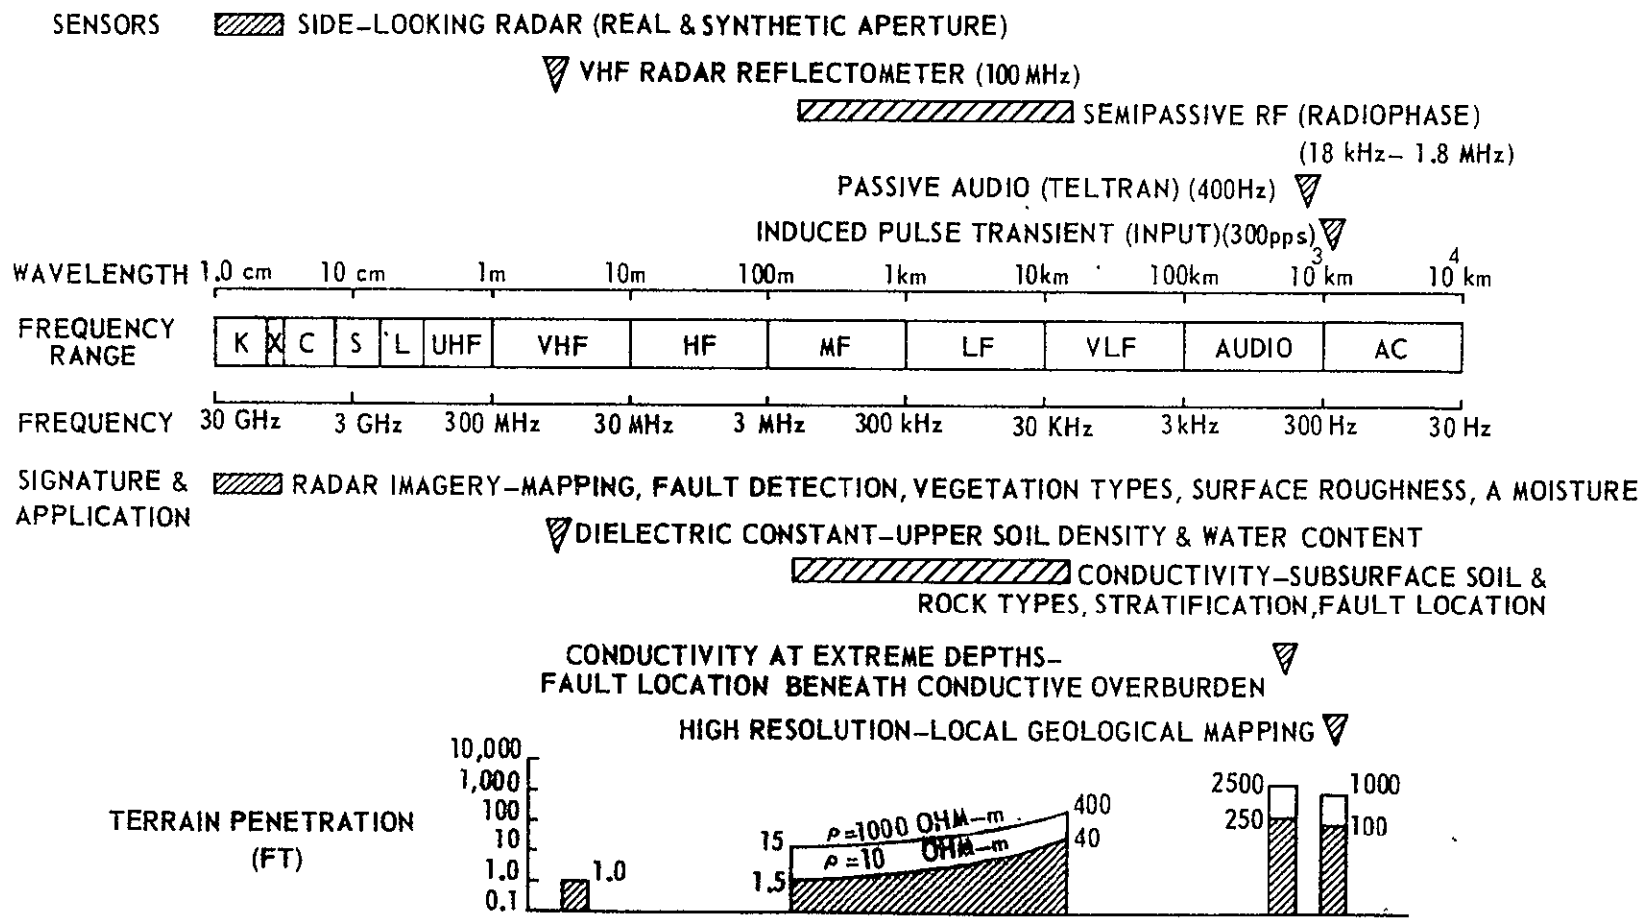 SENSORS SIDE-LOOKING RADAR (REAL & SYNTHETIC APERTURE)
VHF RADAR REFLECTOMETER (100 MHz)
SEMIPASSIVE RF (RADIOPHASE)
(18 kHz- 1.8 MHz)
PASSIVE AUDIO (TELTRAN) (400Hz)
INDUCED PULSE TRANSIENT (INPUT)(300pps)
WAVELENGTH 1.0 cm 10 cm 1m 10m 100m 1km 10km 100km 10³ km 10⁴ km
FREQUENCY RANGE K X C S L UHF VHF HF MF LF VLF AUDIO AC
FREQUENCY 30 GHz 3 GHz 300 MHz 30 MHz 3 MHz 300 kHz 30 KHz 3kHz 300 Hz 30 Hz
SIGNATURE & APPLICATION
RADAR IMAGERY-MAPPING, FAULT DETECTION, VEGETATION TYPES, SURFACE ROUGHNESS, A MOISTURE
DIELECTRIC CONSTANT-UPPER SOIL DENSITY & WATER CONTENT
CONDUCTIVITY-SUBSURFACE SOIL &
ROCK TYPES, STRATIFICATION, FAULT LOCATION
CONDUCTIVITY AT EXTREME DEPTHS-
FAULT LOCATION BENEATH CONDUCTIVE OVERBURDEN
HIGH RESOLUTION-LOCAL GEOLOGICAL MAPPING
TERRAIN PENETRATION
(FT)
10,000
1,000
100
10
1.0
0.1
1.0
15
1.5
ρ=1000 OHM-m
ρ=10 OHM-m
400
40
2500
250
1000
100